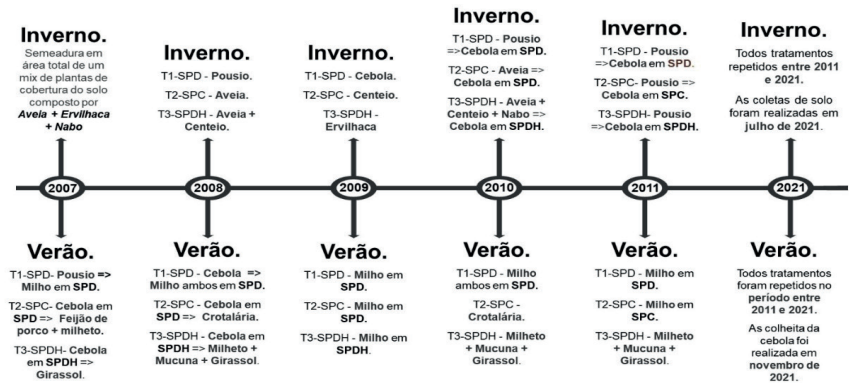 Inverno.
Semeadura em
área total de um
mix de plantas de
cobertura do solo
composto por
Aveia + Ervilhaca
+ Nabo
Inverno.
T1-SPD - Pousio.
T2-SPC - Aveia.
T3-SPDH - Aveia +
Centeio.
Inverno.
T1-SPD - Cebola.
T2-SPC - Centeio.
T3-SPDH -
Ervilhaca
Inverno.
T1-SPD - Pousio
=>Cebola em SPD.
T2-SPC - Aveia =>
Cebola em SPD.
T3-SPDH - Aveia +
Centeio + Nabo =>
Cebola em SPDH.
Inverno.
T1-SPD - Pousio
=>Cebola em SPD.
T2-SPC- Pousio =>
Cebola em SPC.
T3-SPDH- Pousio
=>Cebola em SPDH.
Inverno.
Todos tratamentos
repetidos entre 2011
e 2021.
As coletas de solo
foram realizadas em
julho de 2021.
2007
2008
2009
2010
2011
2021
Verão.
T1-SPD- Pousio =>
Milho em SPD.
T2-SPC- Cebola em
SPD => Feijão de
porco + milheto.
T3-SPDH- Cebola
em SPDH =>
Girassol.
Verão.
T1-SPD - Cebola =>
Milho ambos em SPD.
T2-SPC - Cebola em
SPD => Crotalária.
T3-SPDH - Cebola em
SPDH => Milheto +
Mucuna + Girassol.
Verão.
T1-SPD - Milho em
SPD.
T2-SPC - Milho em
SPD.
T3-SPDH - Milho em
SPDH.
Verão.
T1-SPD - Milho
ambos em SPD.
T2-SPC -
Crotalária.
T3-SPDH - Milheto
+ Mucuna +
Girassol.
Verão.
T1-SPD - Milho em
SPD.
T2-SPC - Milho em
SPC.
T3-SPDH - Milheto
+ Mucuna +
Girassol.
Verão.
Todos tratamentos
foram repetidos no
período entre
2011 e 2021.
As colheita da
cebola foi
realizada em
novembro de
2021.